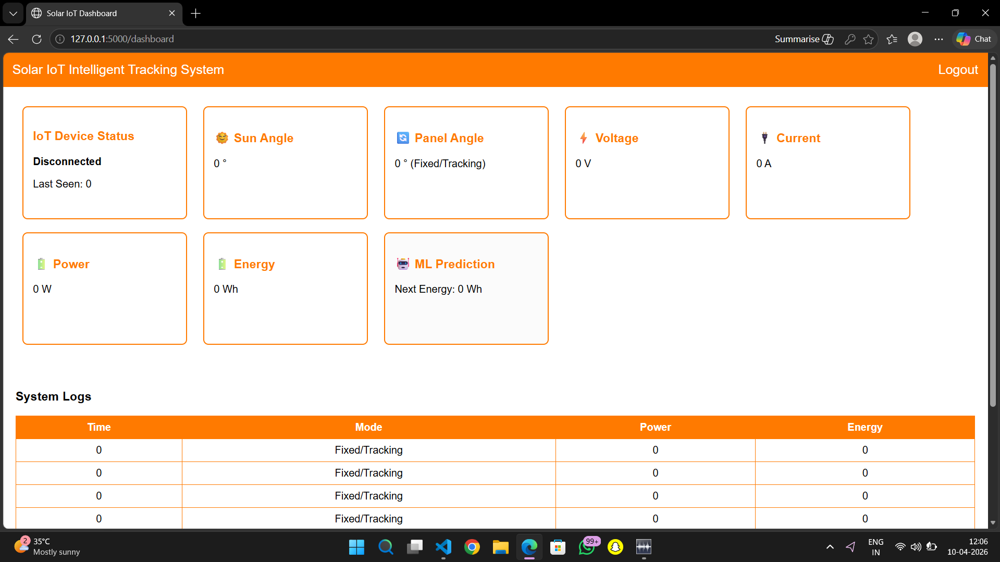 Solar IoT Dashboard
127.0.0.1:5000/dashboard
Summarise
Chat
Solar IoT Intelligent Tracking System
Logout
IoT Device Status
Disconnected
Last Seen: 0
🌞 Sun Angle
0 °
🔄 Panel Angle
0 ° (Fixed/Tracking)
⚡ Voltage
0 V
🔌 Current
0 A
🔋 Power
0 W
🔋 Energy
0 Wh
🤖 ML Prediction
Next Energy: 0 Wh
System Logs
Time Mode Power Energy
0 Fixed/Tracking 0 0
0 Fixed/Tracking 0 0
0 Fixed/Tracking 0 0
0 Fixed/Tracking 0 0
2
35°C
Mostly sunny
99+
ENG
IN
12:06
10-04-2026